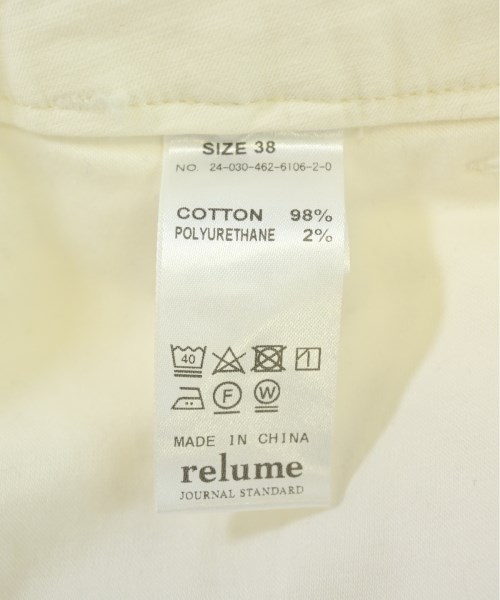 SIZE 38
NO. 24-030-462-6106-2-0
COTTON 98%
POLYURETHANE 2%
40
F W
MADE IN CHINA
relume
JOURNAL STANDARD